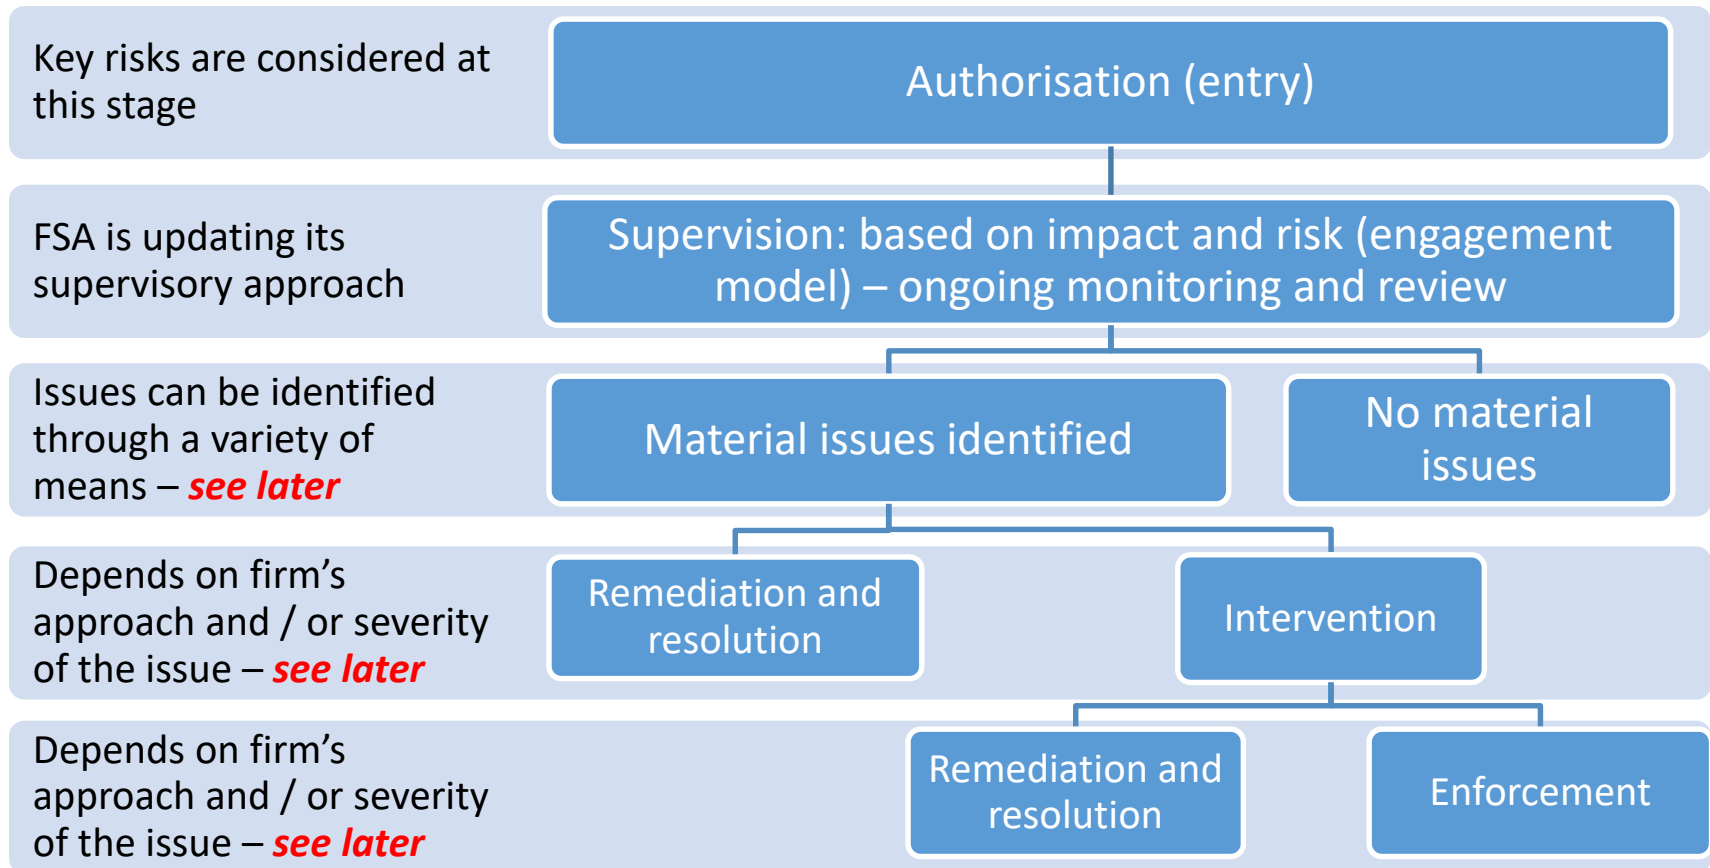 Key risks are considered at
this stage
Authorisation (entry)
FSA is updating its
supervisory approach
Supervision: based on impact and risk (engagement
model) – ongoing monitoring and review
Issues can be identified
through a variety of
means – see later
Material issues identified
No material
issues
Depends on firm’s
approach and / or severity
of the issue – see later
Remediation and
resolution
Intervention
Depends on firm’s
approach and / or severity
of the issue – see later
Remediation and
resolution
Enforcement